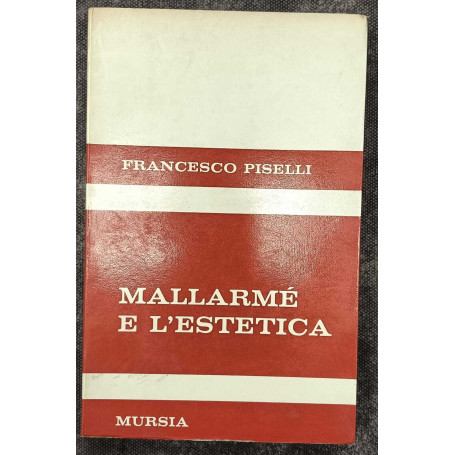 FRANCESCO PISELLI
MALLARMÉ
E L'ESTETICA
MURSIA